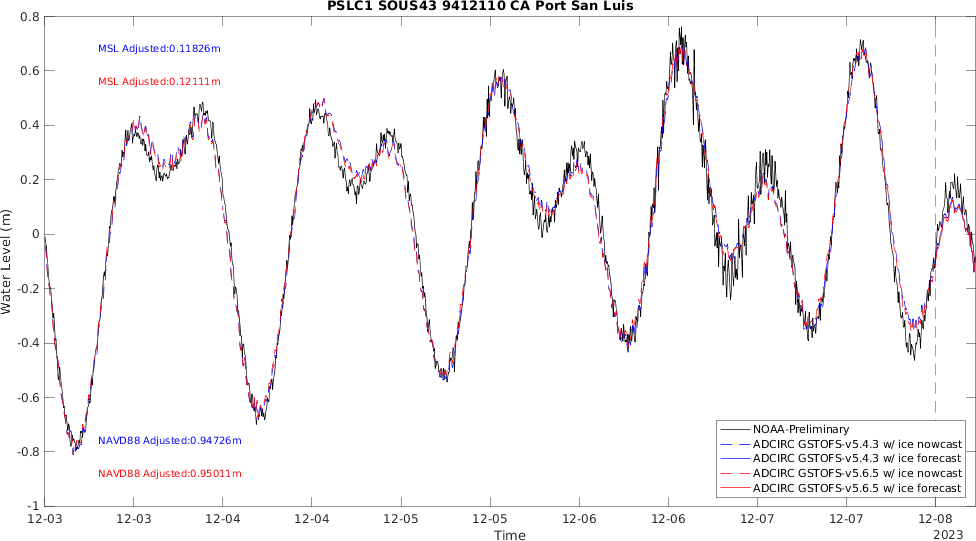 PSLC1 SOUS43 9412110 CA Port San Luis
0.8
0.6
0.4
0.2
0
-0.2
-0.4
-0.6
-0.8
-1
Water Level (m)
MSL Adjusted:0.11826m
MSL Adjusted:0.12111m
NAVD88 Adjusted:0.94726m
NAVD88 Adjusted:0.95011m
NOAA-Preliminary
ADCIRC GSTOFS-v5.4.3 w/ ice nowcast
ADCIRC GSTOFS-v5.4.3 w/ ice forecast
ADCIRC GSTOFS-v5.6.5 w/ ice nowcast
ADCIRC GSTOFS-v5.6.5 w/ ice forecast
12-03 12-03 12-04 12-04 12-05 12-05 12-06 12-06 12-07 12-07 12-08
2023
Time